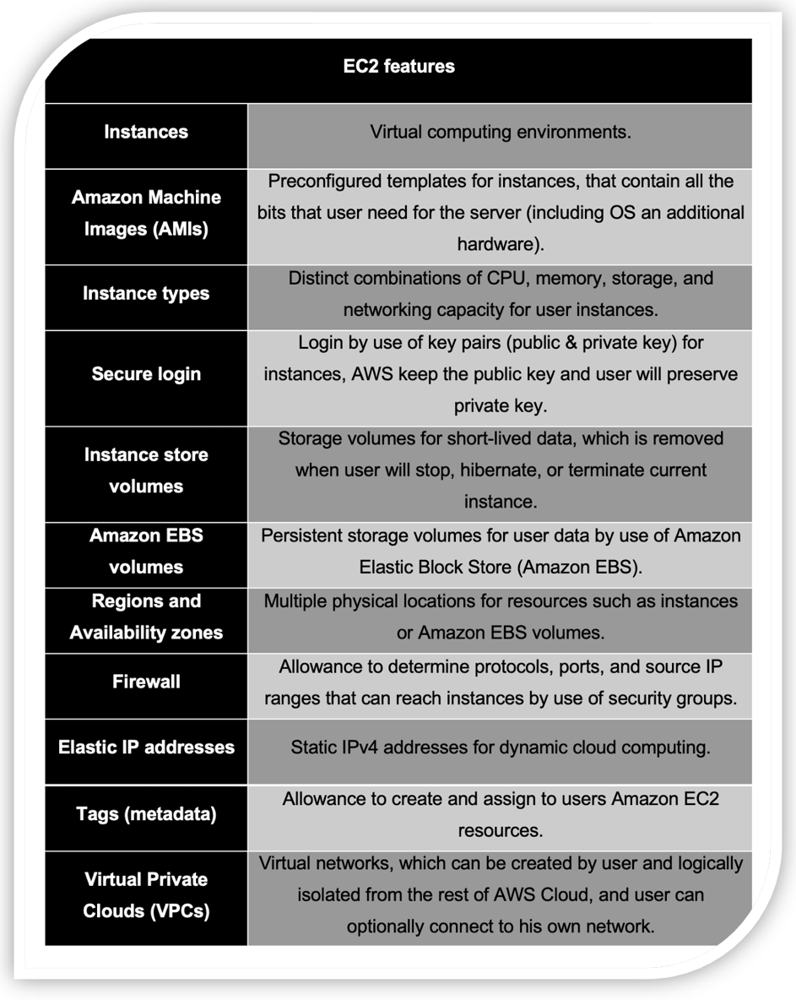 EC2 features
Instances
Virtual computing environments.
Amazon Machine
Images (AMIs)
Preconfigured templates for instances, that contain all the
bits that user need for the server (including OS an additional
hardware).
Instance types
Distinct combinations of CPU, memory, storage, and
networking capacity for user instances.
Secure login
Login by use of key pairs (public & private key) for
instances, AWS keep the public key and user will preserve
private key.
Instance store
volumes
Storage volumes for short-lived data, which is removed
when user will stop, hibernate, or terminate current
instance.
Amazon EBS
volumes
Persistent storage volumes for user data by use of Amazon
Elastic Block Store (Amazon EBS).
Regions and
Availability zones
Multiple physical locations for resources such as instances
or Amazon EBS volumes.
Firewall
Allowance to determine protocols, ports, and source IP
ranges that can reach instances by use of security groups.
Elastic IP addresses
Static IPv4 addresses for dynamic cloud computing.
Tags (metadata)
Allowance to create and assign to users Amazon EC2
resources.
Virtual Private
Clouds (VPCs)
Virtual networks, which can be created by user and logically
isolated from the rest of AWS Cloud, and user can
optionally connect to his own network.